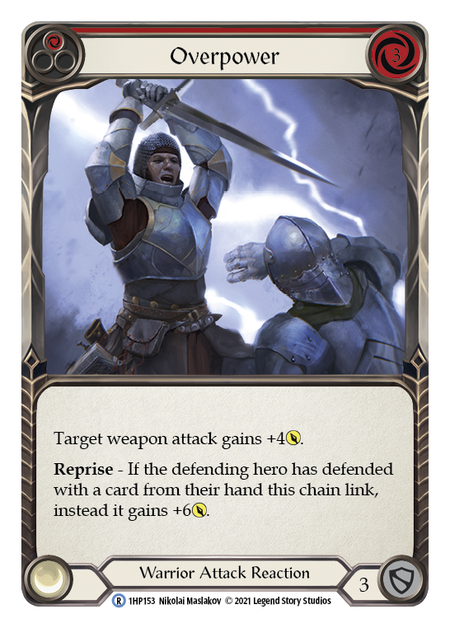 Overpower
3
Target weapon attack gains +4.
Reprise - If the defending hero has defended
with a card from their hand this chain link,
instead it gains +6.
Warrior Attack Reaction
3
R 1HP153 Nikolai Maslakov © 2021 Legend Story Studios